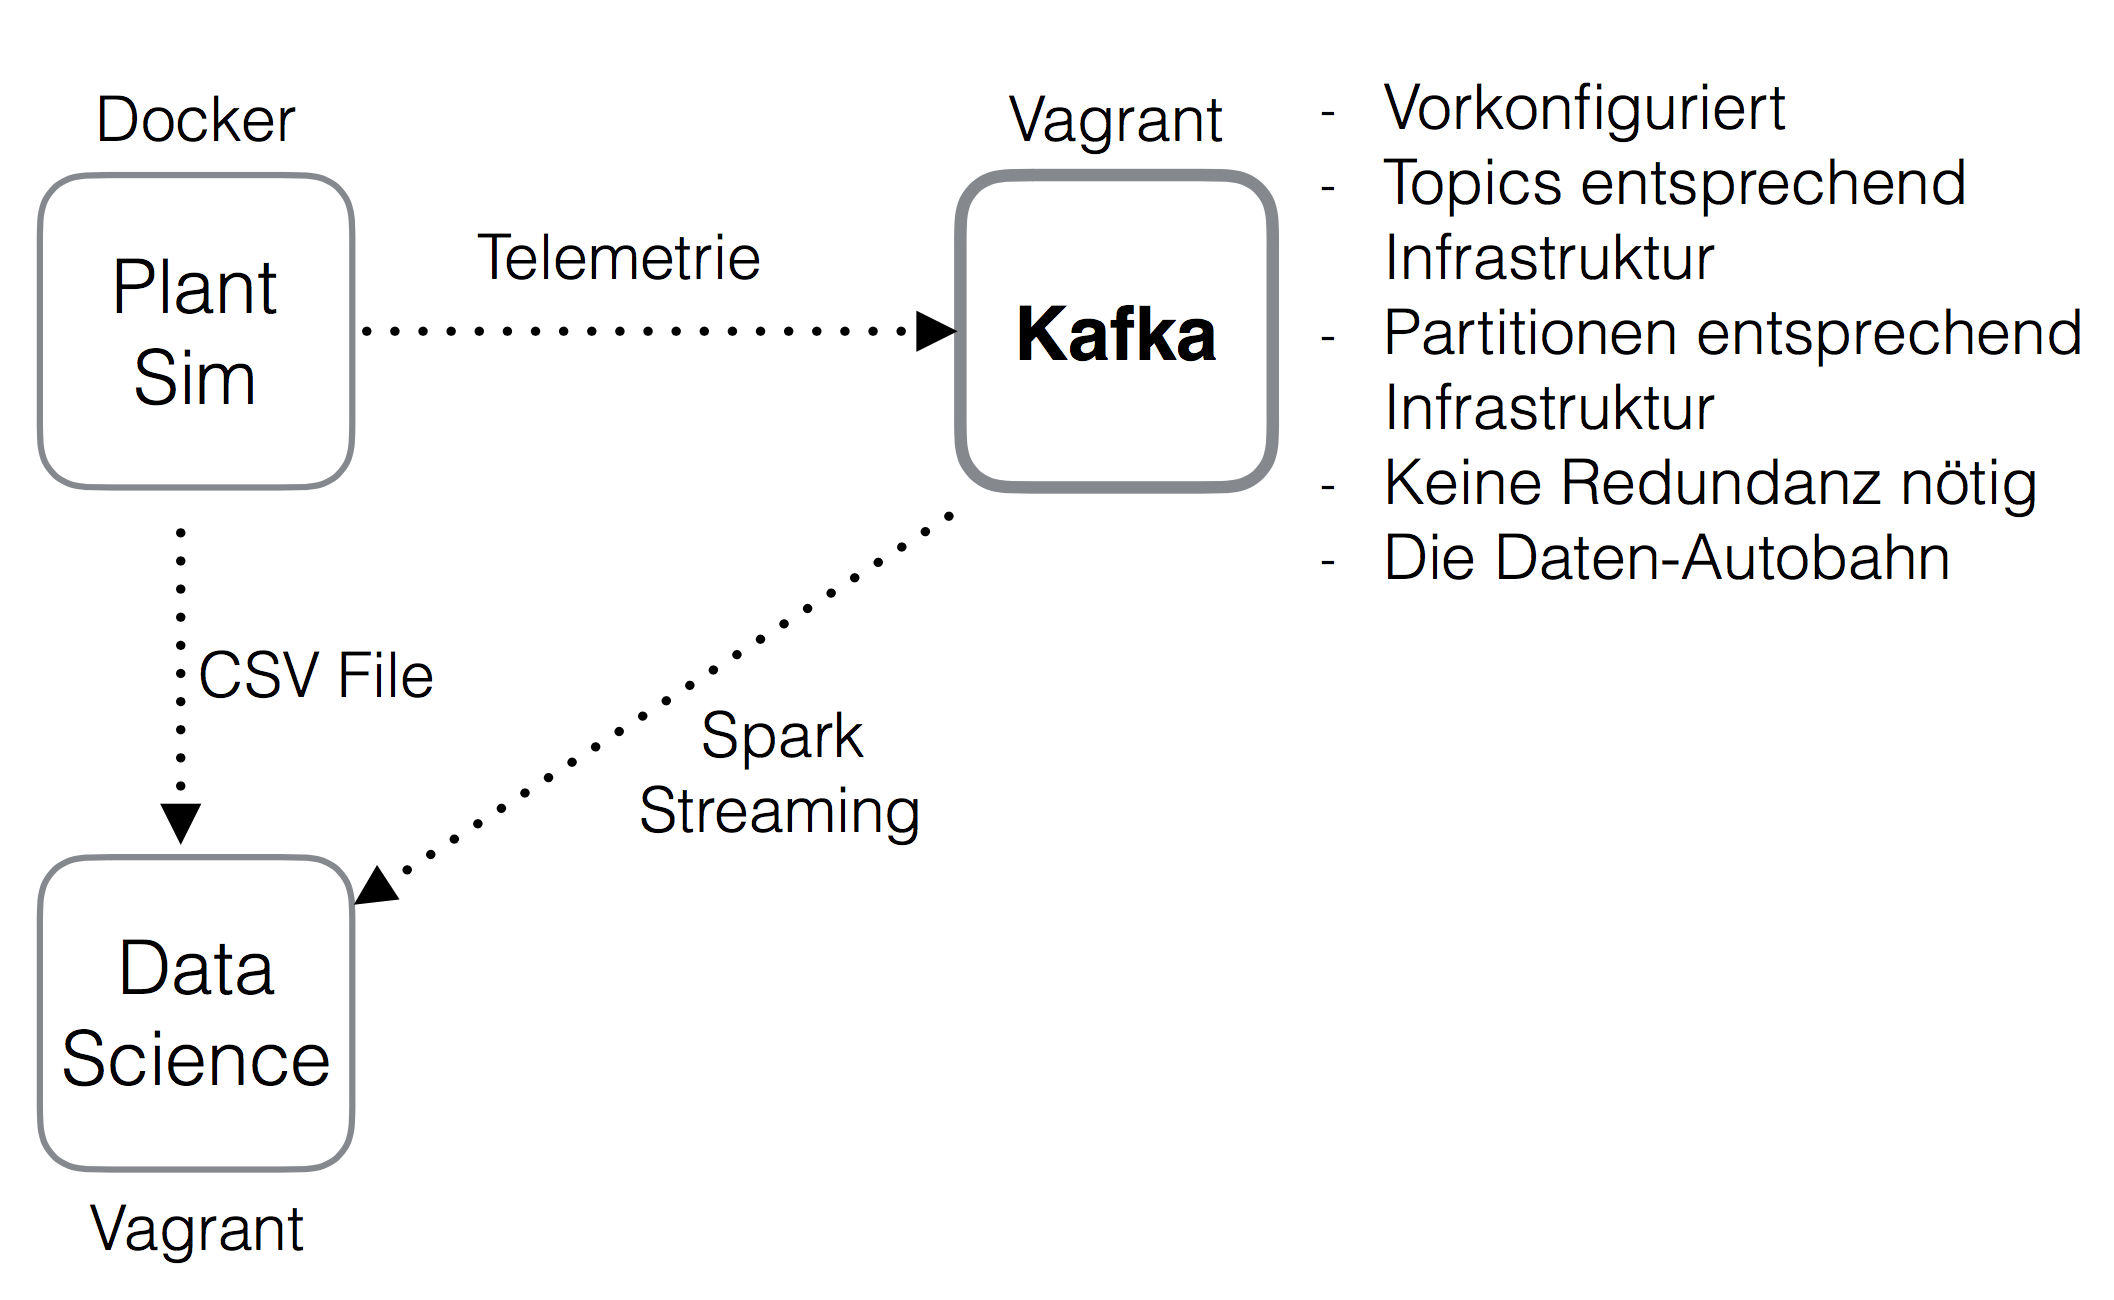 Docker
Plant
Sim
Telemetrie
Vagrant
Kafka
- Vorkonfiguriert
- Topics entsprechend
Infrastruktur
- Partitionen entsprechend
Infrastruktur
- Keine Redundanz nötig
- Die Daten-Autobahn
CSV File
Spark
Streaming
Data
Science
Vagrant